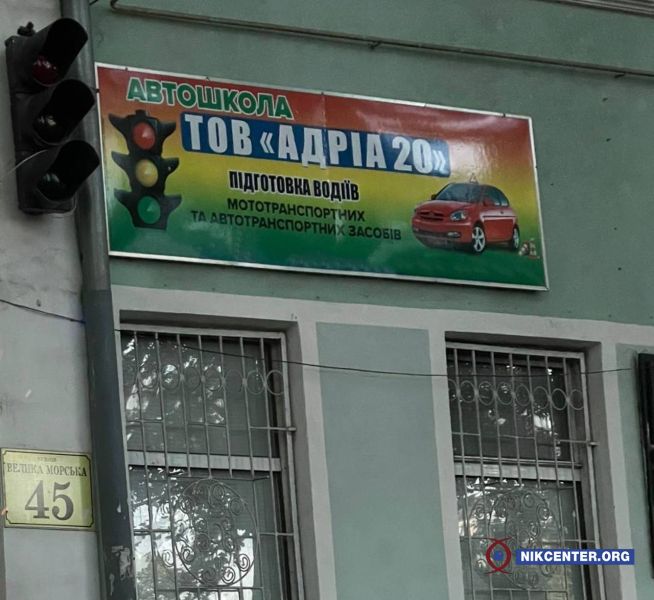 АВТОШКОЛА
ТОВ «АДРІА 20»
ПІДГОТОВКА ВОДІЇВ
МОТОТРАНСПОРТНИХ
ТА АВТОТРАНСПОРТНИХ ЗАСОБІВ
ВЕЛИКА МОРСЬКА
45
NIKCENTER.ORG